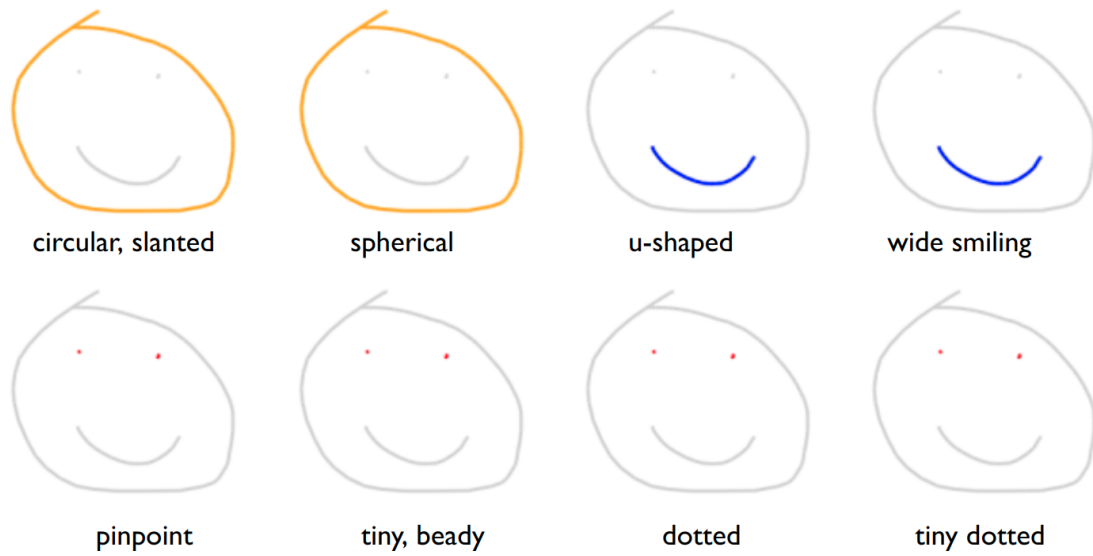 circular, slanted
spherical
u-shaped
wide smiling
pinpoint
tiny, beady
dotted
tiny dotted